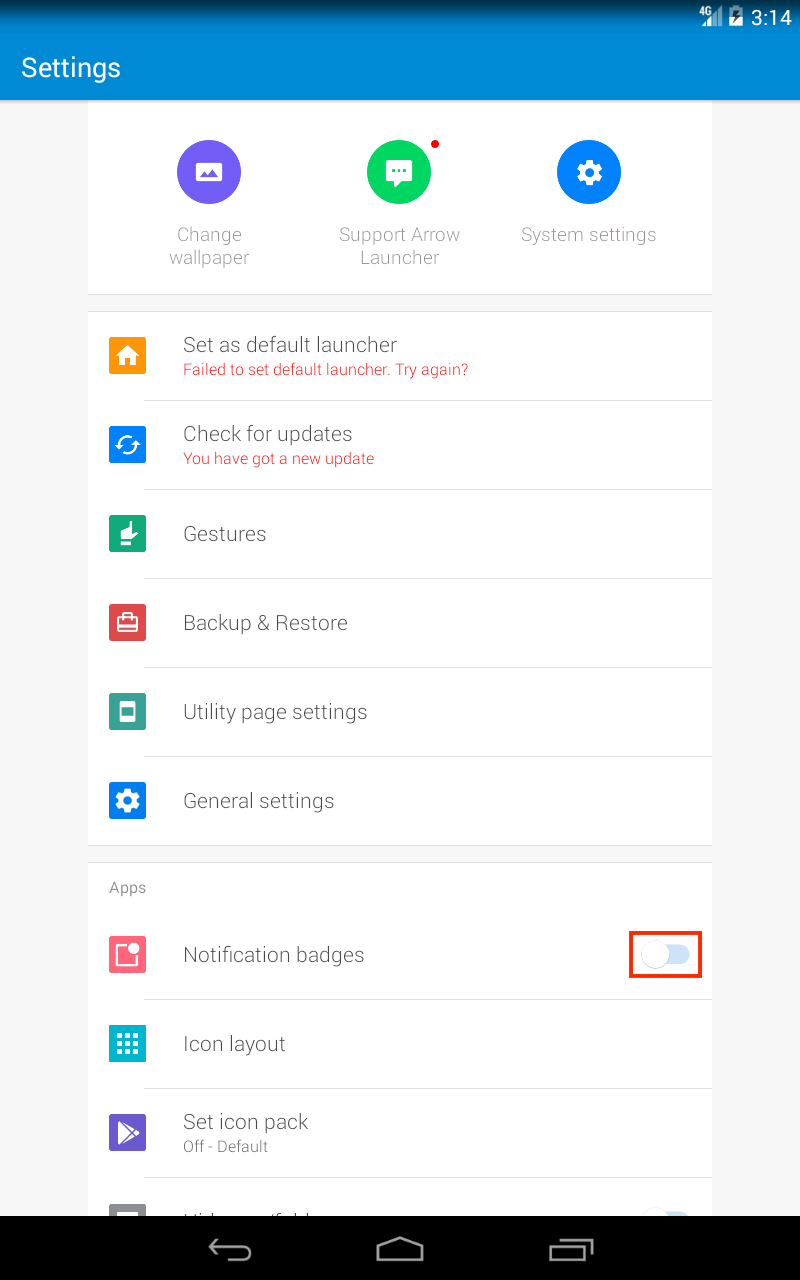 4G 3:14
Settings
Change
wallpaper
Support Arrow
Launcher
System settings
Set as default launcher
Failed to set default launcher. Try again?
Check for updates
You have got a new update
Gestures
Backup & Restore
Utility page settings
General settings
Apps
Notification badges
Icon layout
Set icon pack
Off - Default